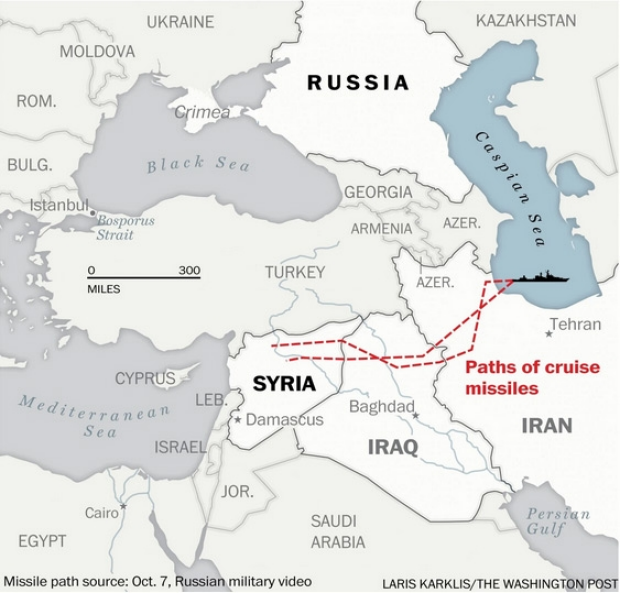 UKRAINE
KAZAKHSTAN
MOLDOVA
RUSSIA
ROM.
Crimea
Caspian Sea
BULG.
Black Sea
Istanbul
Bosporus
Strait
GEORGIA
ARMENIA
AZER.
0 300
MILES
TURKEY
AZER.
Tehran
Paths of cruise
missiles
CYPRUS
SYRIA
LEB.
Mediterranean
Sea
Damascus
Baghdad
IRAN
ISRAEL
IRAQ
JOR.
Cairo
SAUDI
ARABIA
Persian
Gulf
EGYPT
Missile path source: Oct. 7, Russian military video
LARIS KARKLIS/THE WASHINGTON POST